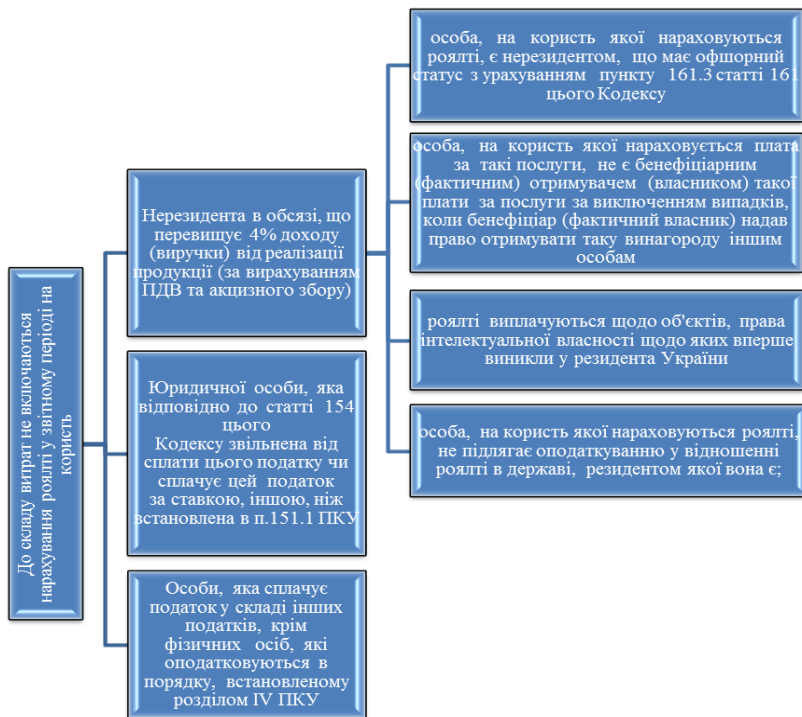 До складу витрат не включаються
нарахування роялті у звітному періоді на
користь
Нерезидента в обсязі, що
перевищує 4% доходу
(виручки) від реалізації
продукції (за вирахуванням
ПДВ та акцизного збору)
Юридичної особи, яка
відповідно до статті 154
цього
Кодексу звільнена від
сплати цього податку чи
сплачує цей податок
за ставкою, іншою, ніж
встановлена в п.151.1 ПКУ
Особи, яка сплачує
податок у складі інших
податків, крім
фізичних осіб, які
оподатковуються в
порядку, встановленому
розділом IV ПКУ
особа, на користь якої нараховуються
роялті, є нерезидентом, що має офшорний
статус з урахуванням пункту 161.3 статті 161
цього Кодексу
особа, на користь якої нараховується плата
за такі послуги, не є бенефіціарним
(фактичним) отримувачем (власником) такої
плати за послуги за виключенням випадків,
коли бенефіціар (фактичний власник) надав
право отримувати таку винагороду іншим
особам
роялті виплачуються щодо об'єктів, права
інтелектуальної власності щодо яких вперше
виникли у резидента України
особа, на користь якої нараховуються роялті,
не підлягає оподаткуванню у відношенні
роялті в державі, резидентом якої вона є;